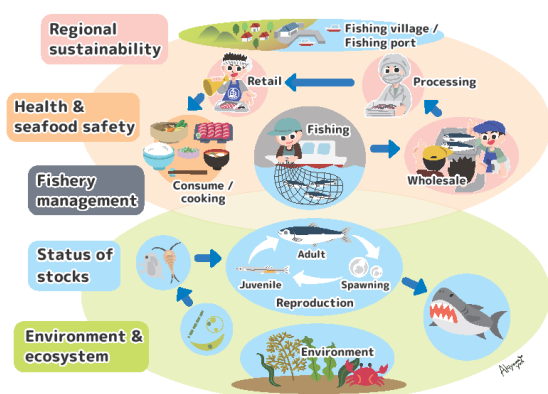 Regional
sustainability
Fishing village /
Fishing port
Retail
Processing
Health &
seafood safety
Fishing
Consume /
cooking
Wholesale
Fishery
management
Status of
stocks
Adult
Juvenile
Spawning
Reproduction
Environment &
ecosystem
Environment